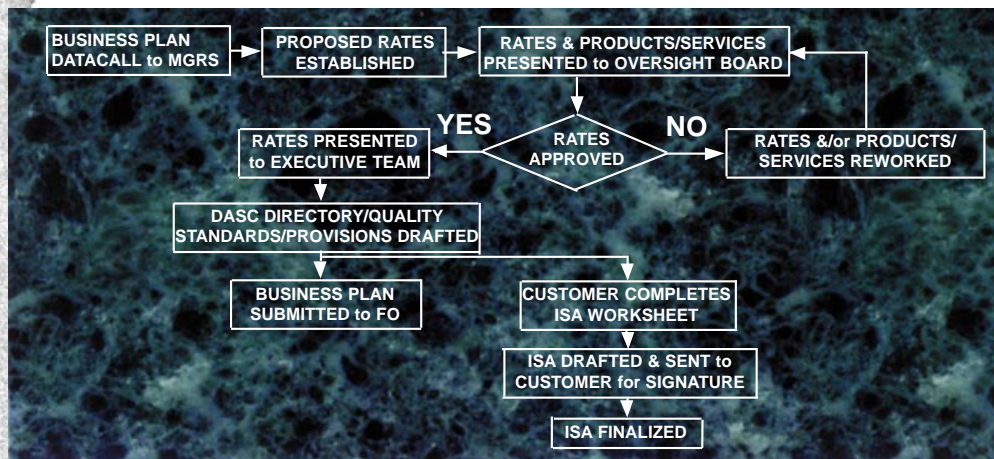 BUSINESS PLAN
DATACALL to MGRS
PROPOSED RATES
ESTABLISHED
RATES & PRODUCTS/SERVICES
PRESENTED to OVERSIGHT BOARD
YES
RATES
APPROVED
NO
RATES PRESENTED
to EXECUTIVE TEAM
RATES &/or PRODUCTS/
SERVICES REWORKED
DASC DIRECTORY/QUALITY
STANDARDS/PROVISIONS DRAFTED
BUSINESS PLAN
SUBMITTED to FO
CUSTOMER COMPLETES
ISA WORKSHEET
ISA DRAFTED & SENT to
CUSTOMER for SIGNATURE
ISA FINALIZED